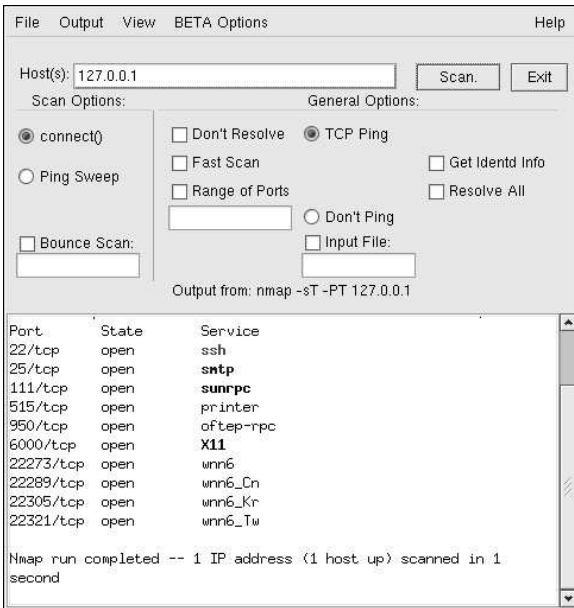 File Output View BETA Options Help
Host(s): 127.0.0.1 Scan. Exit
Scan Options: General Options:
connect() Don't Resolve TCP Ping
Ping Sweep Fast Scan Get Identd Info
Range of Ports Resolve All
Don't Ping
Bounce Scan: Input File:
Output from: nmap -sT -PT 127.0.0.1
Port State Service
22/tcp open ssh
25/tcp open smtp
111/tcp open sunrpc
515/tcp open printer
950/tcp open oftep-rpc
6000/tcp open X11
22273/tcp open wnn6
22289/tcp open wnn6_Cn
22305/tcp open wnn6_Kr
22321/tcp open wnn6_Tw
Nmap run completed -- 1 IP address (1 host up) scanned in 1
second